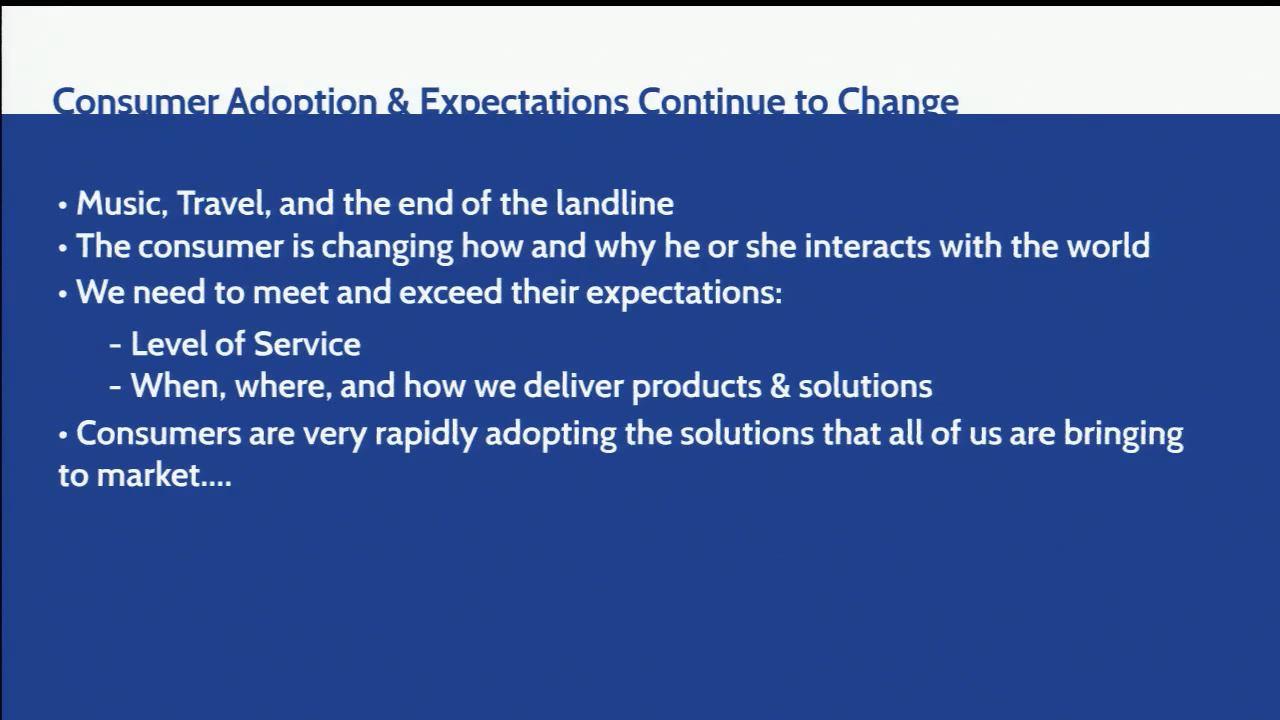 Consumer Adoption & Expectations Continue to Change
• Music, Travel, and the end of the landline
• The consumer is changing how and why he or she interacts with the world
• We need to meet and exceed their expectations:
- Level of Service
- When, where, and how we deliver products & solutions
• Consumers are very rapidly adopting the solutions that all of us are bringing
to market....